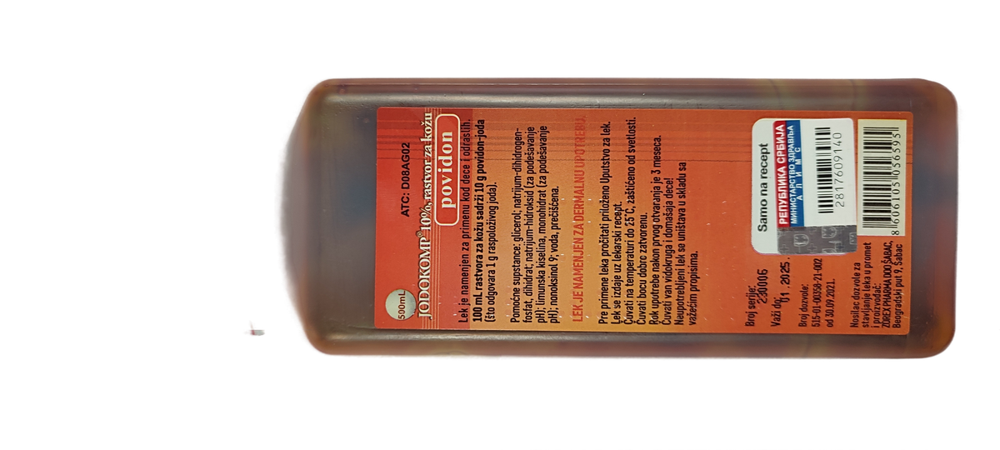 ATC: D08AG02
500mL
JODOKOMP® 10%, rastvor za kožu
povidon
Lek je namenjen za primenu kod dece i odraslih.
100 mL rastvora za kožu sadrži 10 g povidon-joda
(što odgovara 1 g raspoloživog joda).
Pomoćne supstance: glicerol; natrijum-dihidrogen-
fosfat, dihidrat; natrijum-hidroksid (za podešavanje
pH); limunska kiselina, monohidrat (za podešavanje
pH); nonoksinol 9; voda, prečišćena.
LEK JE NAMENJEN ZA DERMALNU UPOTREBU.
Pre primene leka pročitati priloženo Uputstvo za lek.
Lek se izdaje uz lekarski recept.
Čuvati na temperaturi do 25°C, zaštićeno od svetlosti.
Čuvati bocu dobro zatvorenu.
Rok upotrebe nakon prvog otvaranja je 3 meseca.
Čuvati van vidokruga i domašaja dece!
Neupotrebljeni lek se uništava u skladu sa
važećim propisima.
Broj serije:
230006
Važi do:
01.2025.
Broj dozvole:
515-01-00358-21-002
od 30.09.2021.
Nosilac dozvole za
stavljanje leka u promet
i proizvođač:
ZOREX PHARMA DOO ŠABAC,
Beogradski put 9, Šabac
Samo na recept
РЕПУБЛИКА СРБИЈА
МИНИСТАРСТВО ЗДРАВЉА
А Л И М С
2817609140
8606105056595